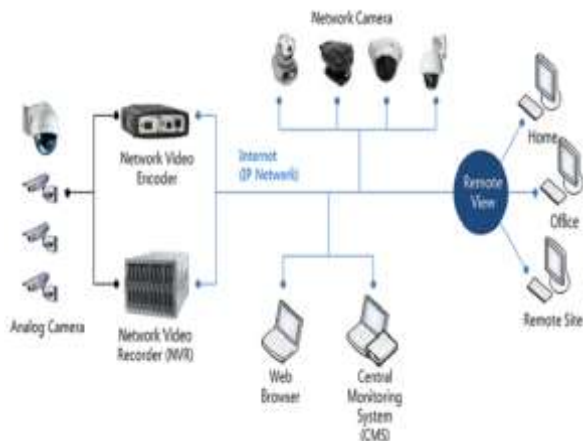 Network Camera
Network Video
Encoder
Internet
(IP Network)
Remote
View
Home
Office
Remote Site
Analog Camera
Network Video
Recorder (NVR)
Web
Browser
Central
Monitoring
System
(CMS)